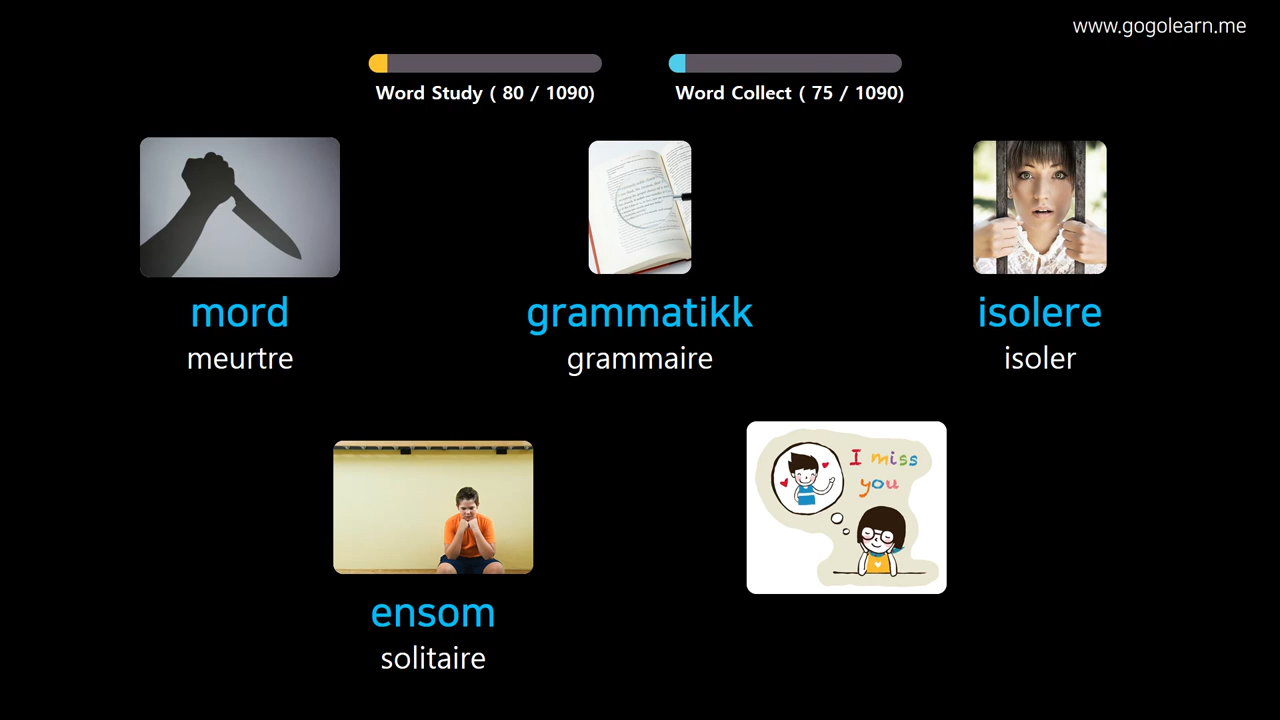 www.gogolearn.me
Word Study ( 80 / 1090)
Word Collect ( 75 / 1090)
mord
meurtre
grammatikk
grammaire
isolere
isoler
I miss
you
ensom
solitaire